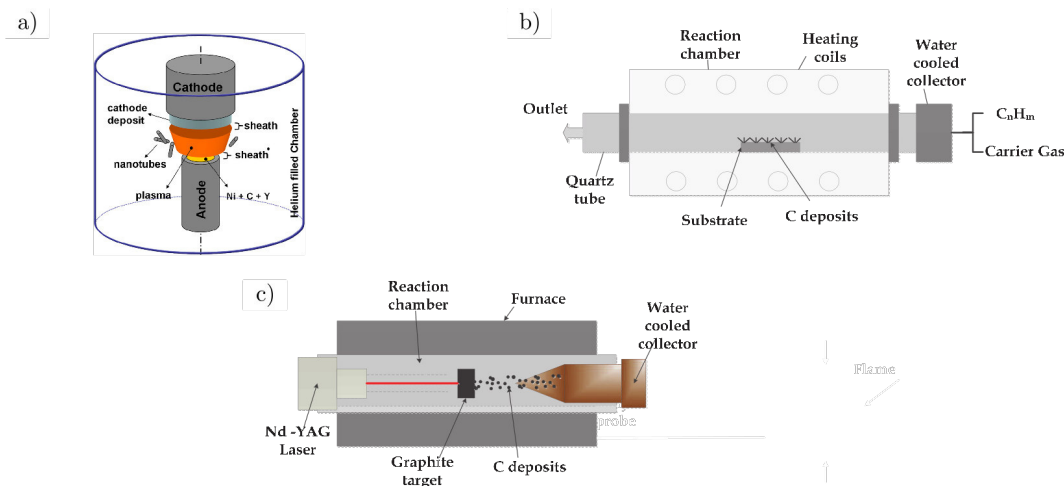 a)
Cathode
cathode
deposit
sheath
nanotubes
sheath
plasma
Ni + C + Y
Anode
Helium filled Chamber
b)
Reaction
chamber
Heating
coils
Water
cooled
collector
Outlet
CnHm
Carrier Gas
Quartz
tube
Substrate
C deposits
c)
Reaction
chamber
Furnace
Water
cooled
collector
Flame
probe
Nd -YAG
Laser
Graphite
target
C deposits